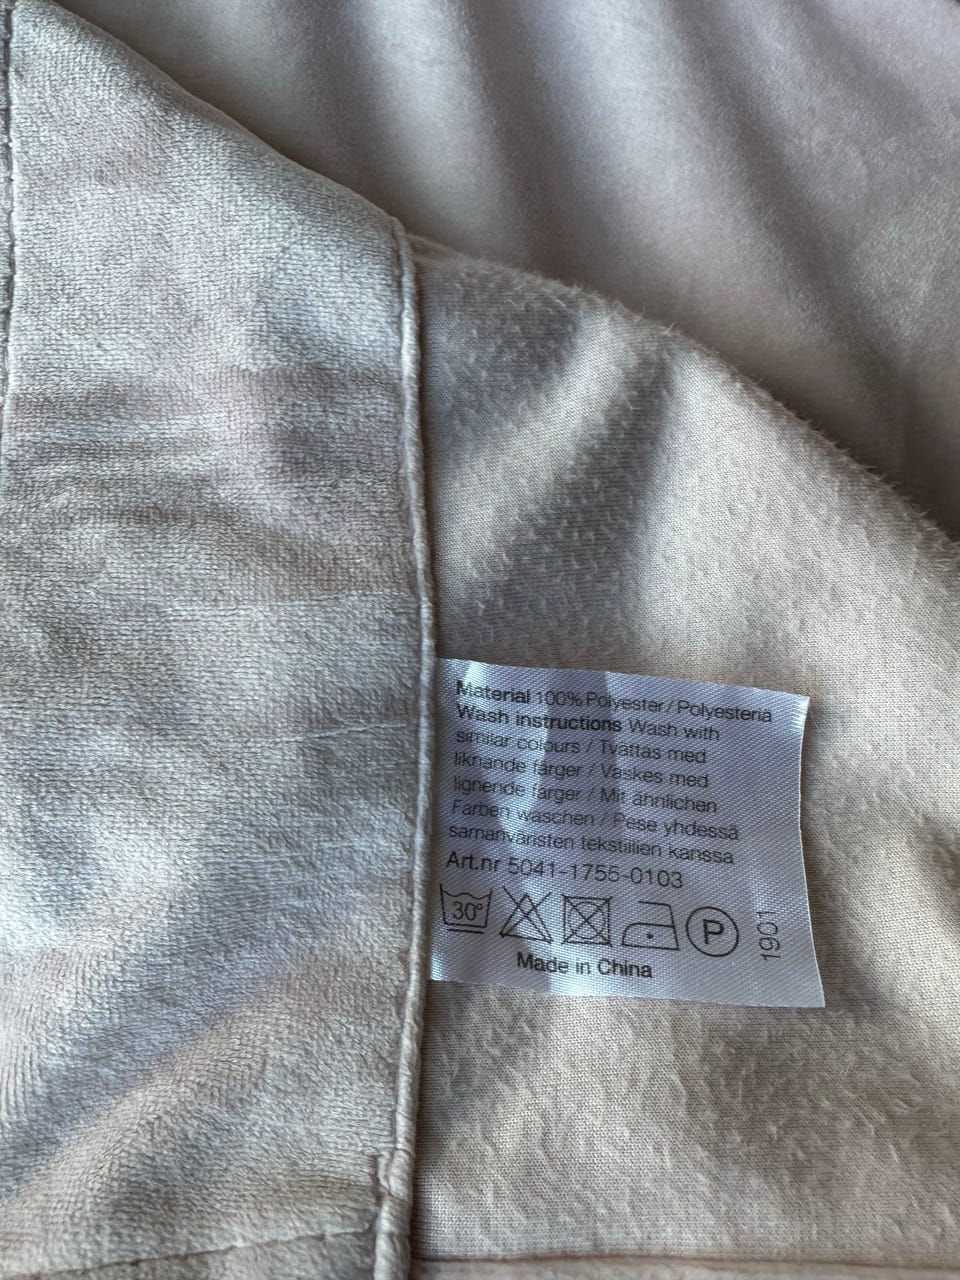 Material 100% Polyester / Polyesteriä
Wash instructions Wash with
similar colours / Tvättas med
liknande färger / Vaskes med
lignende farger / Mit ähnlichen
Farben waschen / Pese yhdessä
samanväristen tekstiilien kanssa
Art.nr 5041-1755-0103
30°
P
1901
Made in China